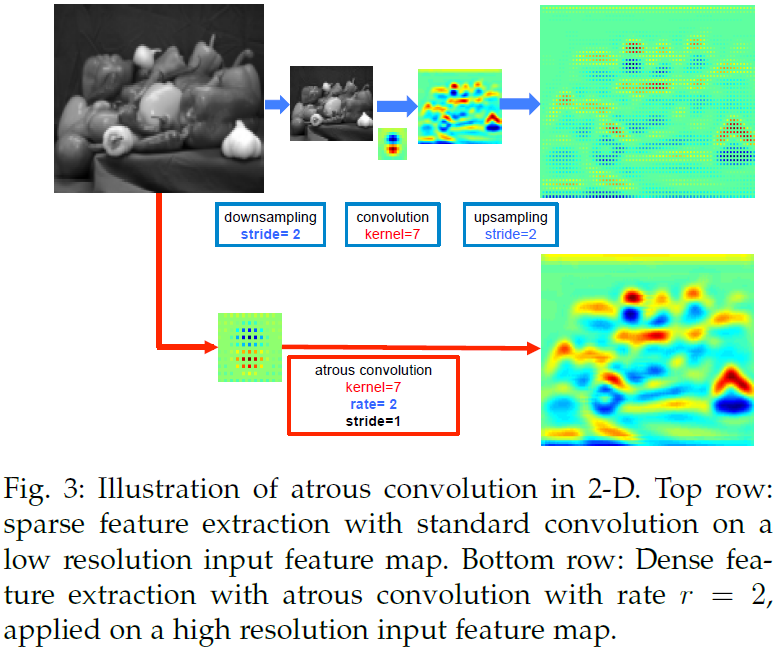 downsampling
stride= 2
convolution
kernel=7
upsampling
stride=2
atrous convolution
kernel=7
rate= 2
stride=1
Fig. 3: Illustration of atrous convolution in 2-D. Top row:
sparse feature extraction with standard convolution on a
low resolution input feature map. Bottom row: Dense fea-
ture extraction with atrous convolution with rate r = 2,
applied on a high resolution input feature map.